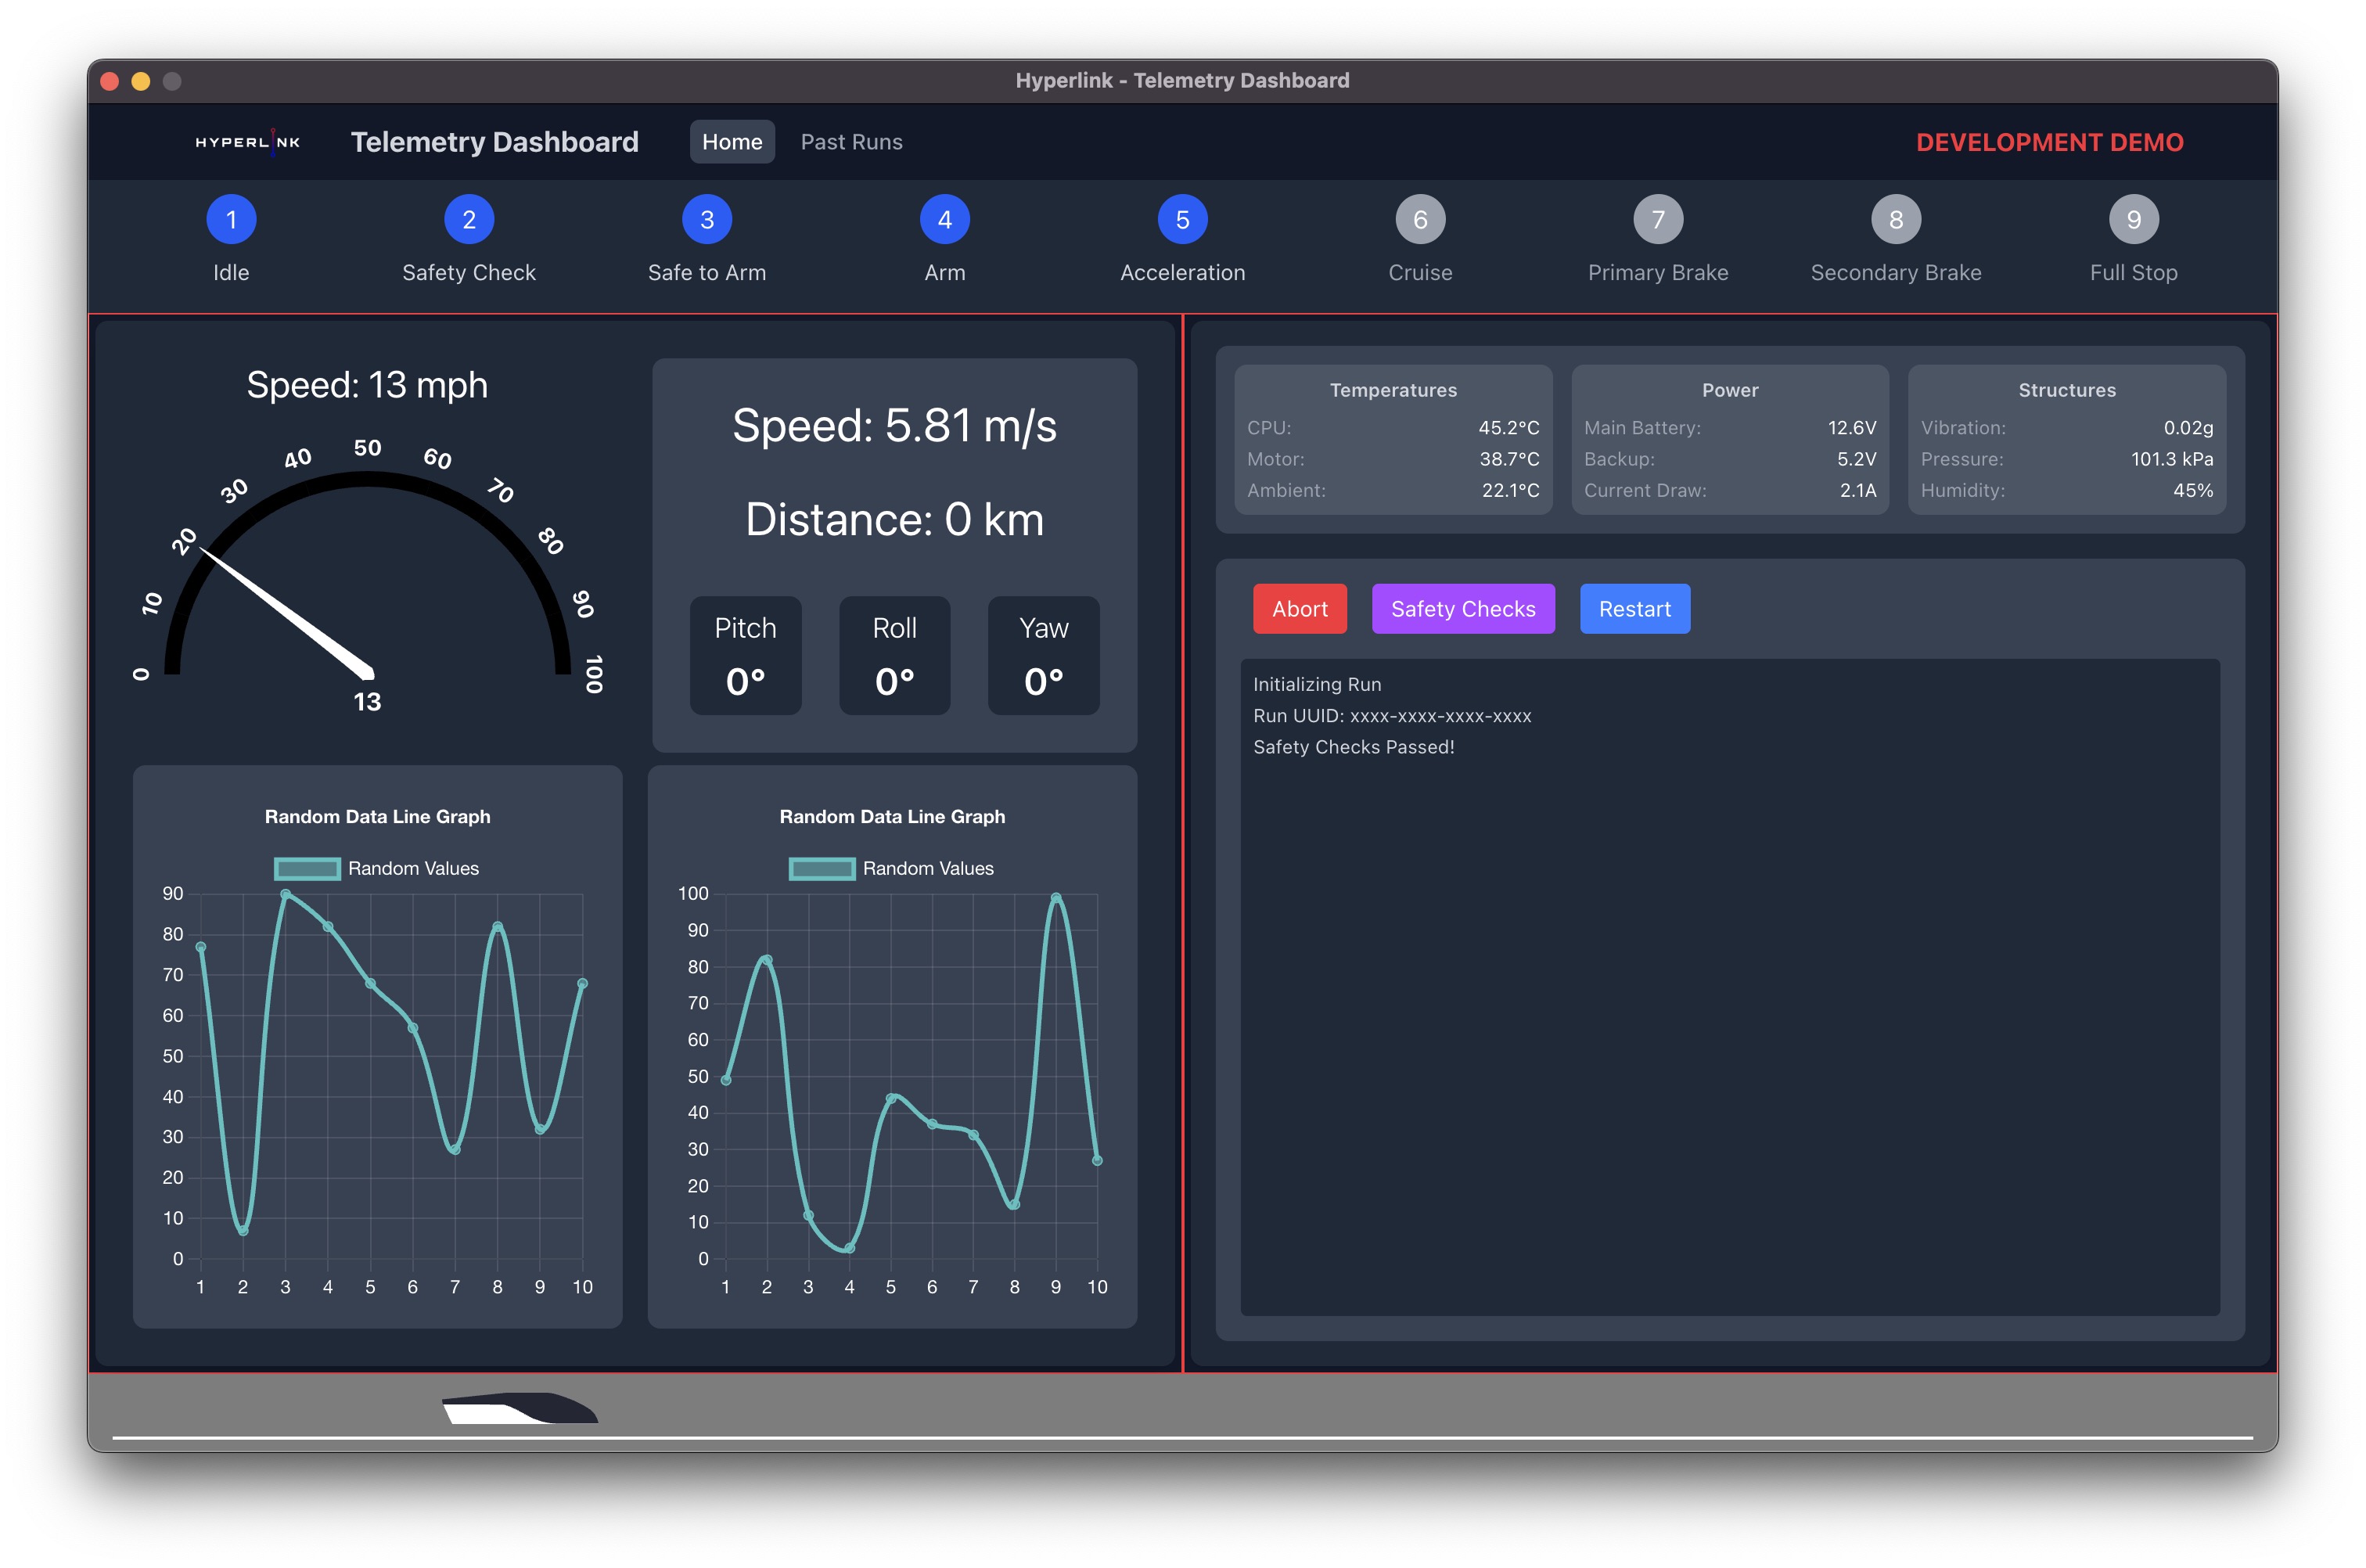 Hyperlink - Telemetry Dashboard
HYPERLINK Telemetry Dashboard Home Past Runs DEVELOPMENT DEMO
1 2 3 4 5 6 7 8 9
Idle Safety Check Safe to Arm Arm Acceleration Cruise Primary Brake Secondary Brake Full Stop
Speed: 13 mph
0 10 20 30 40 50 60 70 80 90 100
13
Speed: 5.81 m/s
Distance: 0 km
Pitch Roll Yaw
0° 0° 0°
Random Data Line Graph
Random Values
90
80
70
60
50
40
30
20
10
0
1 2 3 4 5 6 7 8 9 10
Random Data Line Graph
Random Values
100
90
80
70
60
50
40
30
20
10
0
1 2 3 4 5 6 7 8 9 10
Temperatures
CPU: 45.2°C
Motor: 38.7°C
Ambient: 22.1°C
Power
Main Battery: 12.6V
Backup: 5.2V
Current Draw: 2.1A
Structures
Vibration: 0.02g
Pressure: 101.3 kPa
Humidity: 45%
Abort Safety Checks Restart
Initializing Run
Run UUID: xxxx-xxxx-xxxx-xxxx
Safety Checks Passed!